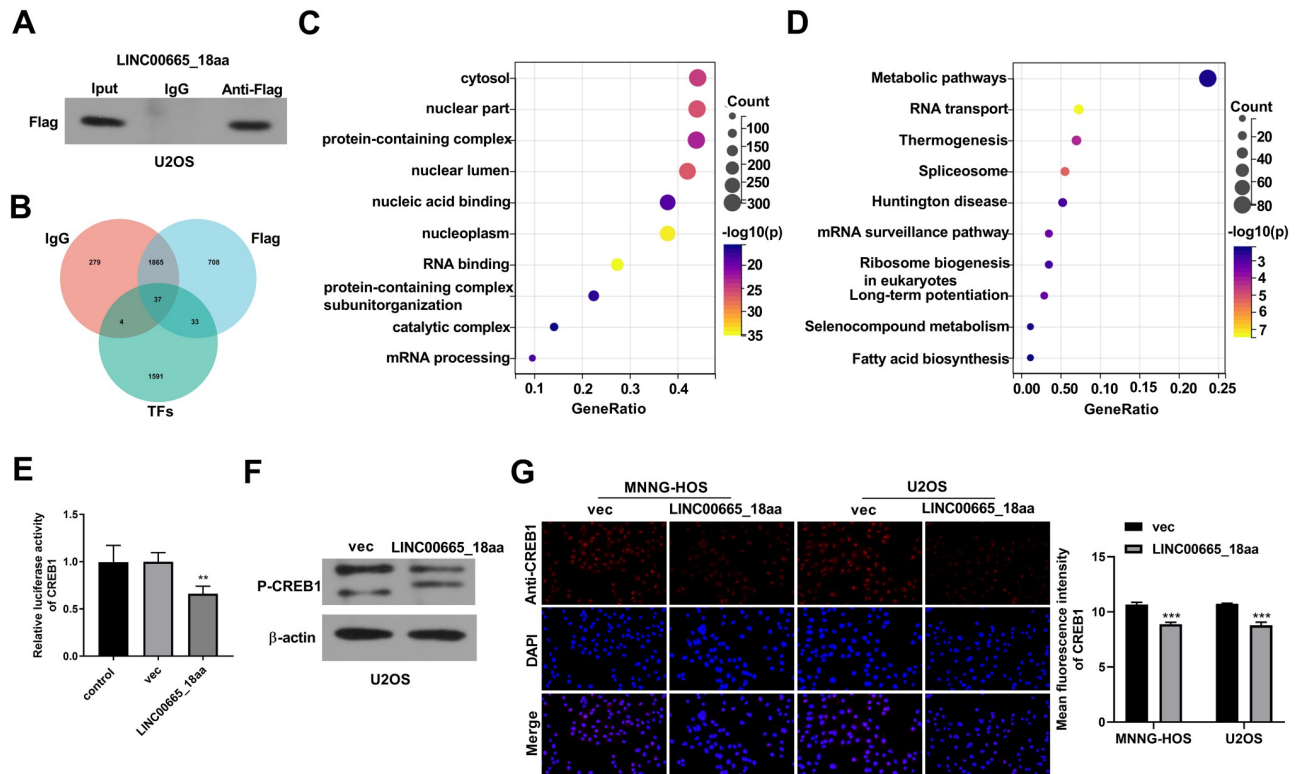 A
LINC00665_18aa
Iput IgG Anti-Flag
Flag
U2OS
B
IgG
Flag
279
1865
708
37
4
33
1591
TFs
C
cytosol
nuclear part
protein-containing complex
nuclear lumen
nucleic acid binding
nucleoplasm
RNA binding
protein-containing complex
subunitorganization
catalytic complex
mRNA processing
0.1 0.2 0.3 0.4
GeneRatio
Count
100
150
200
250
300
-log10(p)
20
25
30
35
D
Metabolic pathways
RNA transport
Thermogenesis
Spliceosome
Huntington disease
mRNA surveillance pathway
Ribosome biogenesis
in eukaryotes
Long-term potentiation
Selenocompound metabolism
Fatty acid biosynthesis
0.00 0.50 0.10 0.15 0.20 0.25
GeneRatio
Count
20
40
60
80
-log10(p)
3
4
5
6
7
E
Relative luciferase activity
of CREB1
1.5
1.0
0.5
0.0
**
control
vec
LINC00665_18aa
F
vec LINC00665_18aa
P-CREB1
β-actin
U2OS
G
MNNG-HOS U2OS
vec LINC00665_18aa vec LINC00665_18aa
Anti-CREB1
DAPI
Merge
vec
LINC00665_18aa
Mean fluorescence intensity
of CREB1
15
10
5
0
***
***
MNNG-HOS U2OS